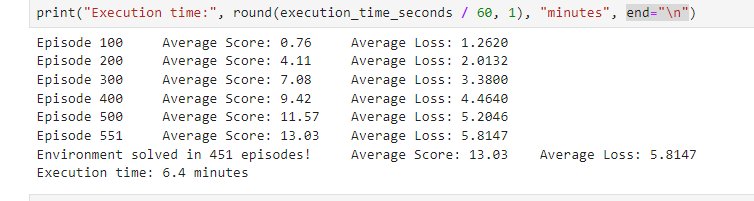 print("Execution time:", round(execution_time_seconds / 60, 1), "minutes", end="\n")
Episode 100 Average Score: 0.76 Average Loss: 1.2620
Episode 200 Average Score: 4.11 Average Loss: 2.0132
Episode 300 Average Score: 7.08 Average Loss: 3.3800
Episode 400 Average Score: 9.42 Average Loss: 4.4640
Episode 500 Average Score: 11.57 Average Loss: 5.2046
Episode 551 Average Score: 13.03 Average Loss: 5.8147
Environment solved in 451 episodes! Average Score: 13.03 Average Loss: 5.8147
Execution time: 6.4 minutes